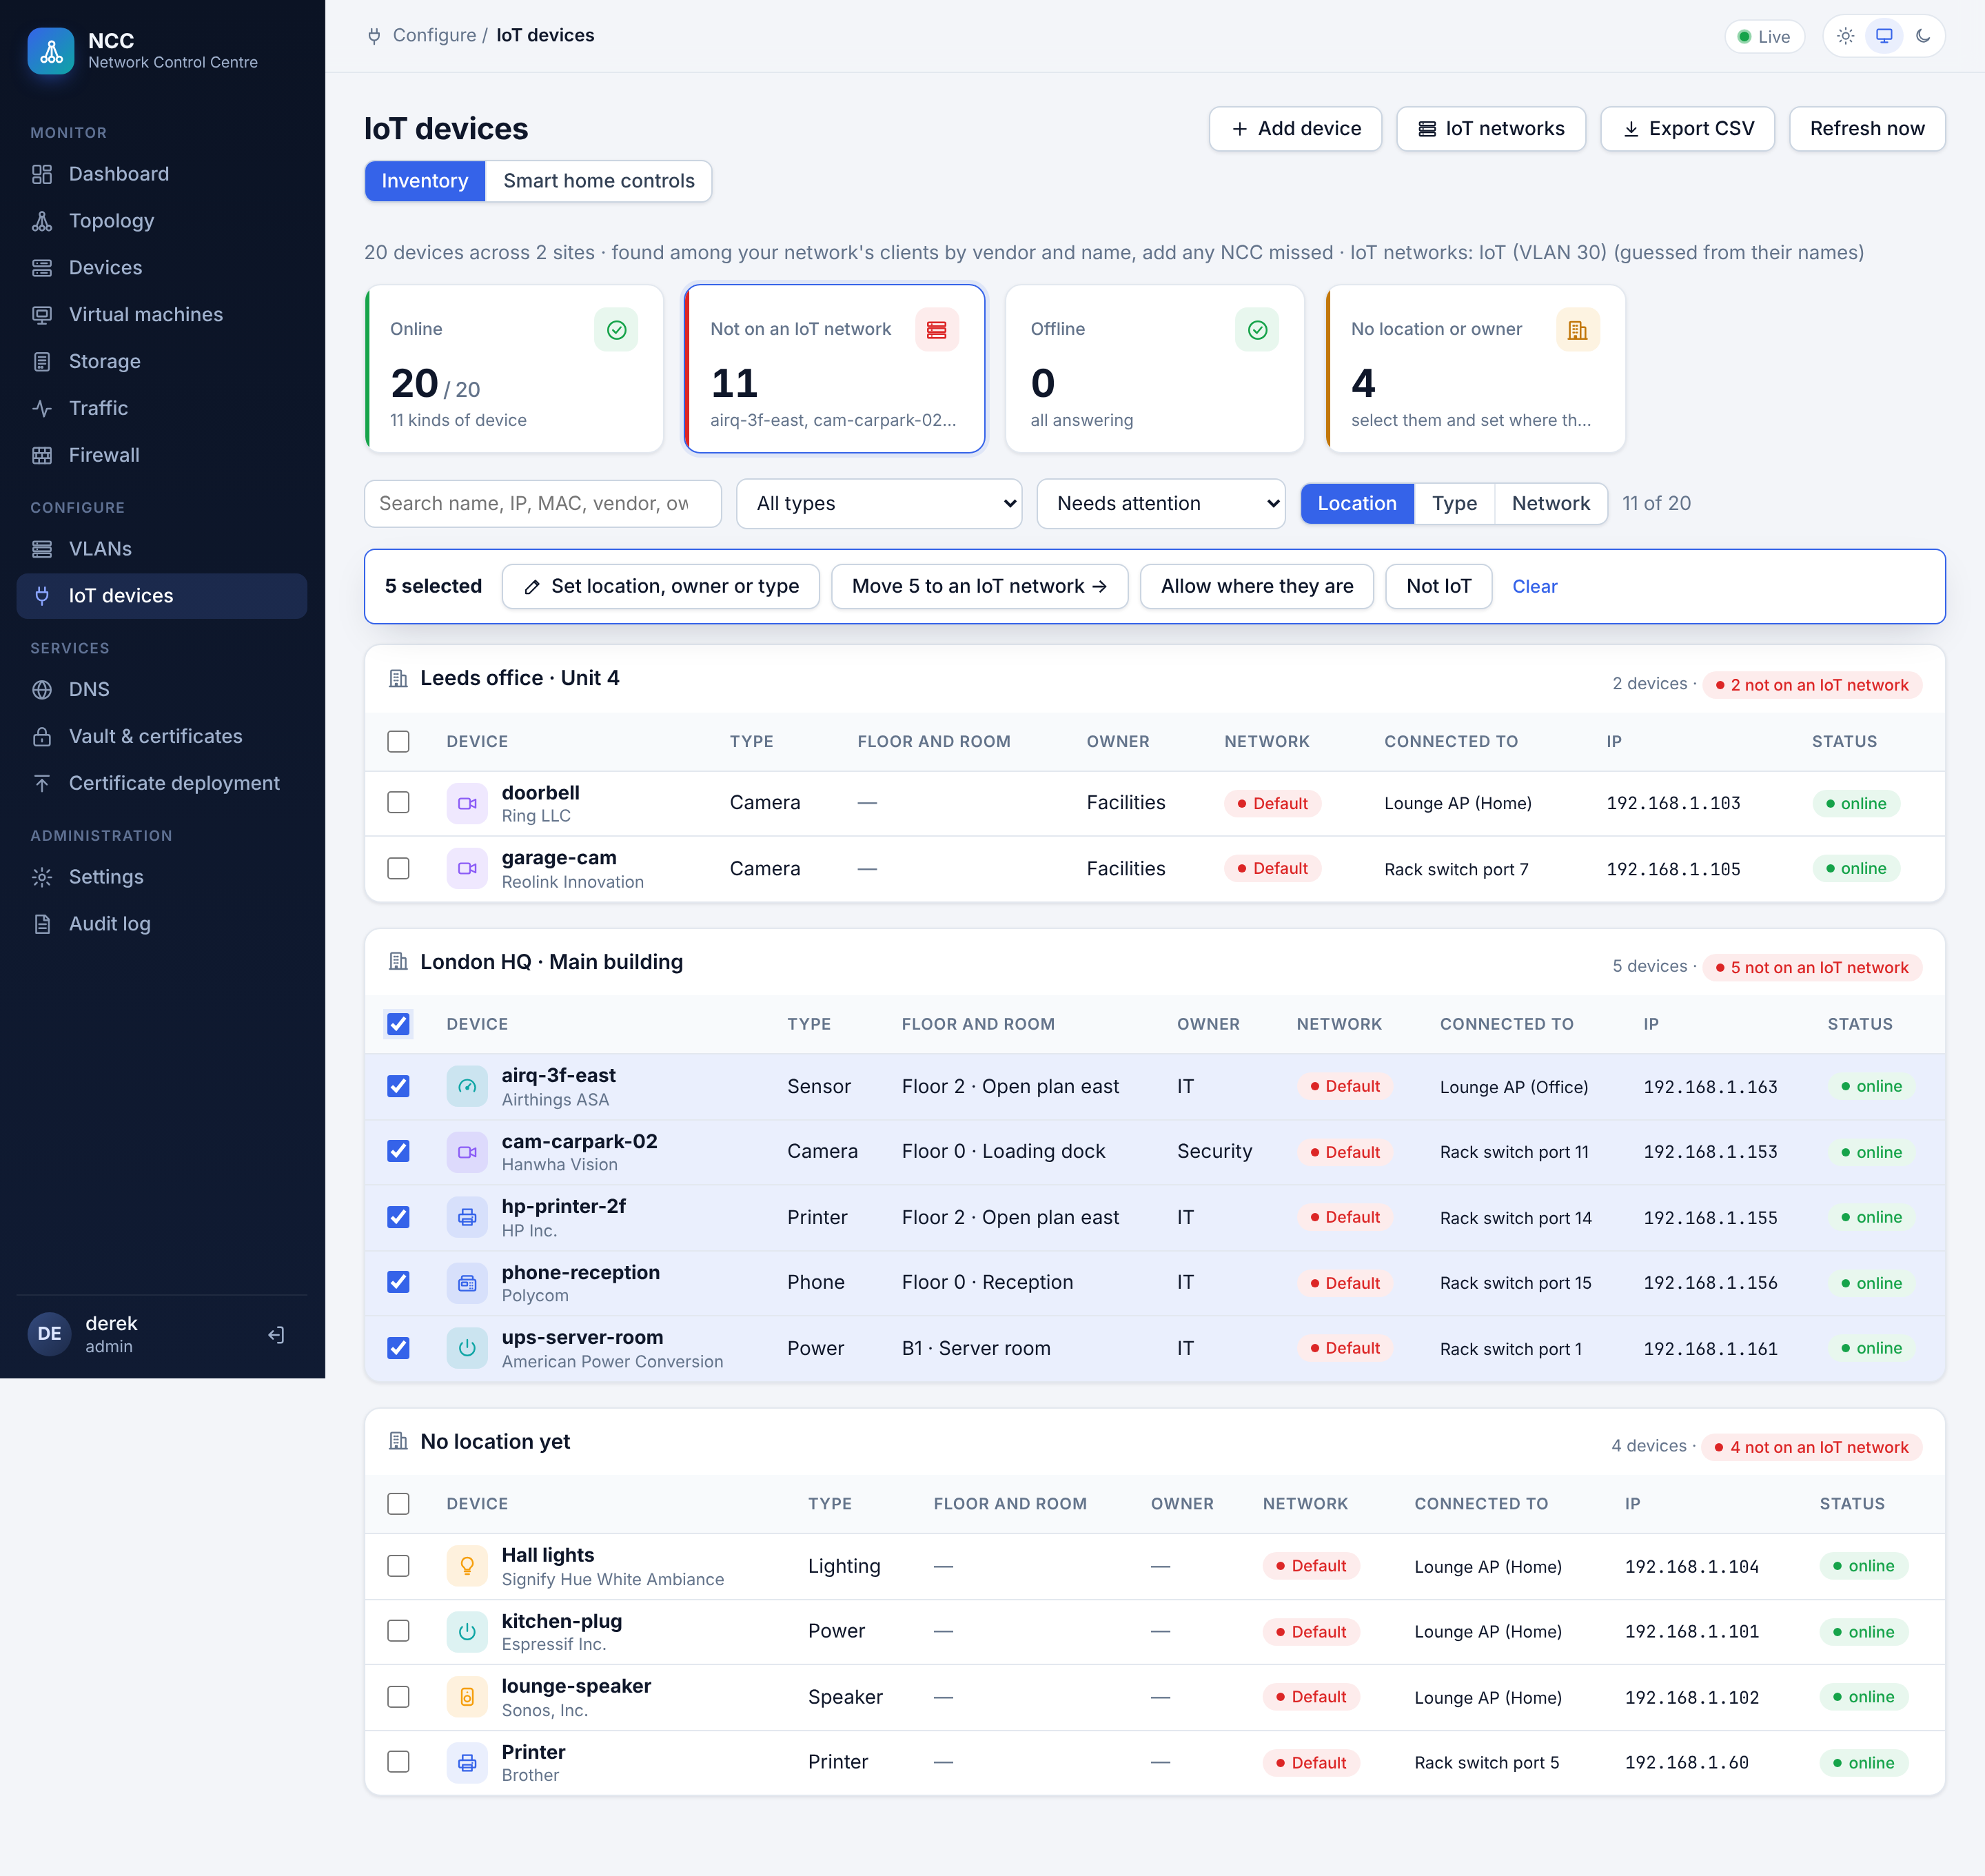 NCC
Network Control Centre
MONITOR
Dashboard
Topology
Devices
Virtual machines
Storage
Traffic
Firewall
CONFIGURE
VLANs
IoT devices
SERVICES
DNS
Vault & certificates
Certificate deployment
ADMINISTRATION
Settings
Audit log
DE
derek
admin
Configure / IoT devices
Live
IoT devices
Add device
IoT networks
Export CSV
Refresh now
Inventory
Smart home controls
20 devices across 2 sites · found among your network's clients by vendor and name, add any NCC missed · IoT networks: IoT (VLAN 30) (guessed from their names)
Online
20 / 20
11 kinds of device
Not on an IoT network
11
airq-3f-east, cam-carpark-02...
Offline
0
all answering
No location or owner
4
select them and set where th...
Search name, IP, MAC, vendor, ow
All types
Needs attention
Location
Type
Network
11 of 20
5 selected
Set location, owner or type
Move 5 to an IoT network →
Allow where they are
Not IoT
Clear
Leeds office · Unit 4
2 devices · 2 not on an IoT network
DEVICE TYPE FLOOR AND ROOM OWNER NETWORK CONNECTED TO IP STATUS
doorbell
Ring LLC
Camera — Facilities Default Lounge AP (Home) 192.168.1.103 online
garage-cam
Reolink Innovation
Camera — Facilities Default Rack switch port 7 192.168.1.105 online
London HQ · Main building
5 devices · 5 not on an IoT network
DEVICE TYPE FLOOR AND ROOM OWNER NETWORK CONNECTED TO IP STATUS
airq-3f-east
Airthings ASA
Sensor Floor 2 · Open plan east IT Default Lounge AP (Office) 192.168.1.163 online
cam-carpark-02
Hanwha Vision
Camera Floor 0 · Loading dock Security Default Rack switch port 11 192.168.1.153 online
hp-printer-2f
HP Inc.
Printer Floor 2 · Open plan east IT Default Rack switch port 14 192.168.1.155 online
phone-reception
Polycom
Phone Floor 0 · Reception IT Default Rack switch port 15 192.168.1.156 online
ups-server-room
American Power Conversion
Power B1 · Server room IT Default Rack switch port 1 192.168.1.161 online
No location yet
4 devices · 4 not on an IoT network
DEVICE TYPE FLOOR AND ROOM OWNER NETWORK CONNECTED TO IP STATUS
Hall lights
Signify Hue White Ambiance
Lighting — — Default Lounge AP (Home) 192.168.1.104 online
kitchen-plug
Espressif Inc.
Power — — Default Lounge AP (Home) 192.168.1.101 online
lounge-speaker
Sonos, Inc.
Speaker — — Default Lounge AP (Home) 192.168.1.102 online
Printer
Brother
Printer — — Default Rack switch port 5 192.168.1.60 online